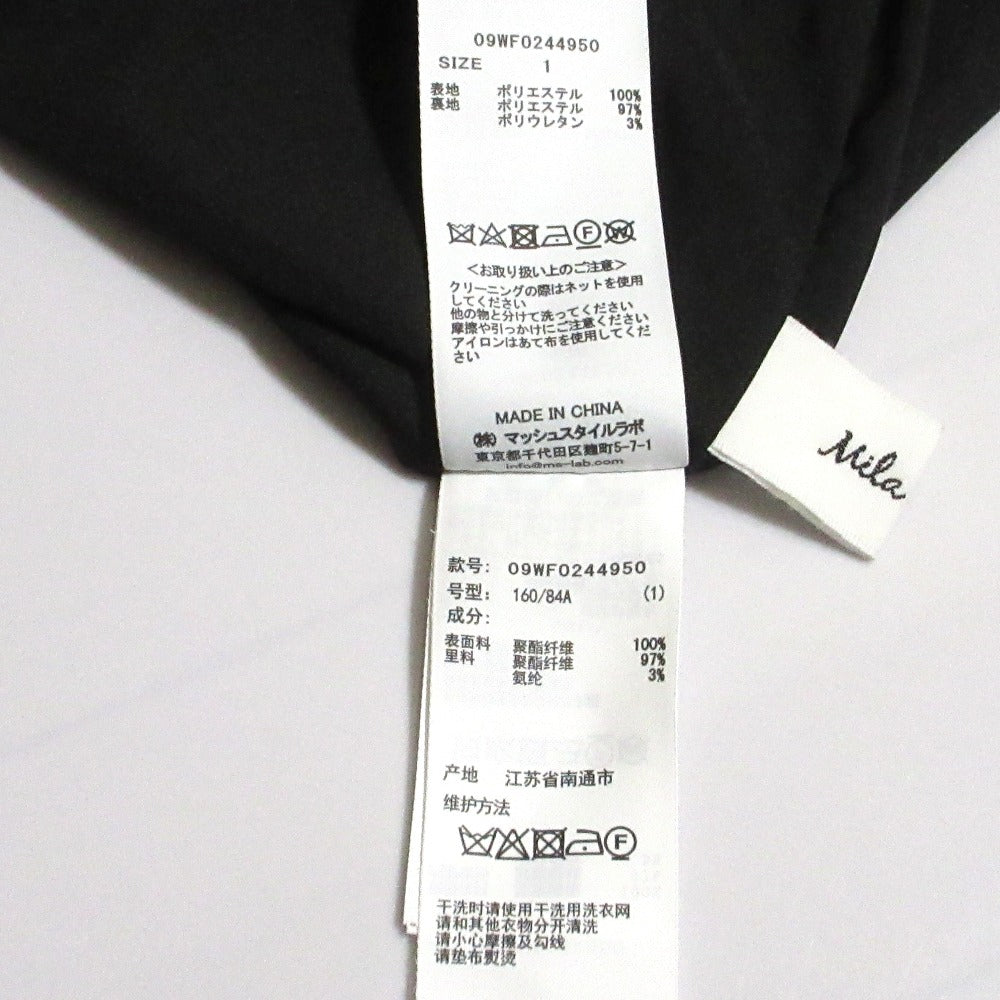 09WF0244950
SIZE 1
表地 ポリエステル 100%
裏地 ポリエステル 97%
ポリウレタン 3%
F W
<お取り扱い上のご注意>
クリーニングの際はネットを使用
してください
他の物と分けて洗ってください
摩擦や引っかけにご注意ください
アイロンはあて布を使用してくだ
さい
MADE IN CHINA
(株) マッシュスタイルラボ
東京都千代田区麹町5-7-1
info@ms-lab.com
Mila
款号: 09WF0244950
号型: 160/84A (1)
成分:
表面料 聚酯纤维 100%
里料 聚酯纤维 97%
氨纶 3%
产地 江苏省南通市
维护方法
F
干洗时请使用干洗用洗衣网
请和其他衣物分开清洗
请小心摩擦及勾线
请垫布熨烫